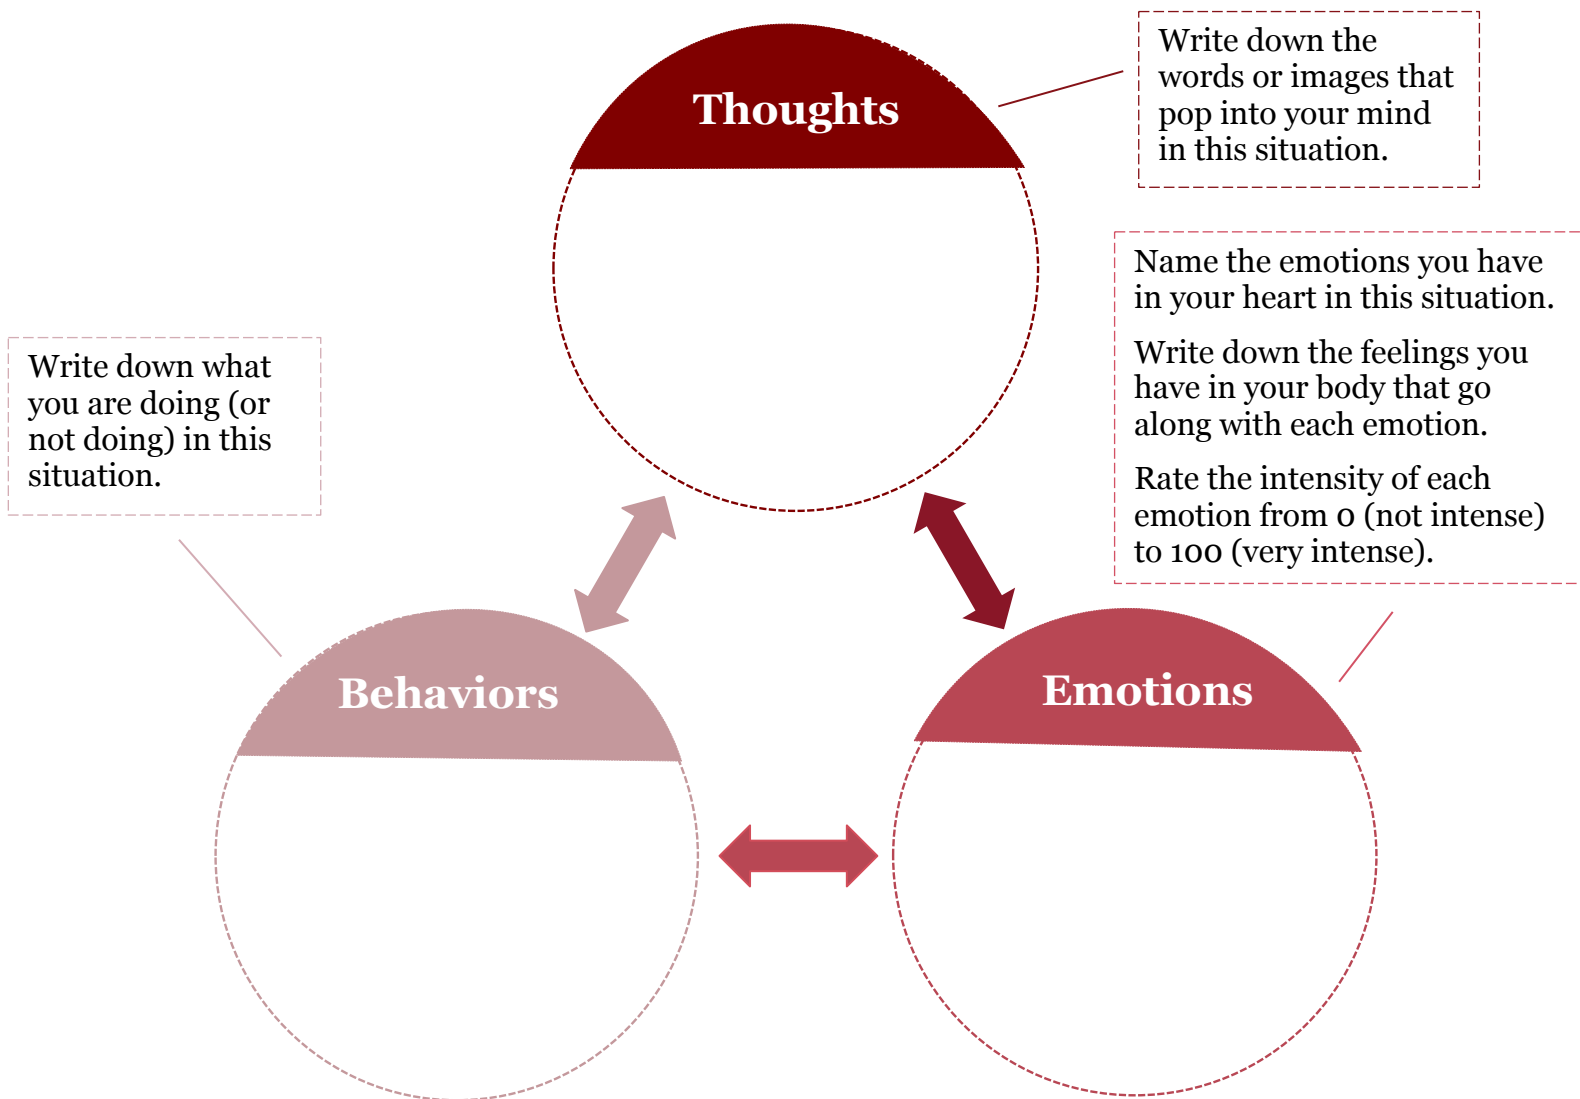 Thoughts
Write down the
words or images that
pop into your mind
in this situation.
Name the emotions you have
in your heart in this situation.
Write down the feelings you
have in your body that go
along with each emotion.
Rate the intensity of each
emotion from 0 (not intense)
to 100 (very intense).
Write down what
you are doing (or
not doing) in this
situation.
Behaviors
Emotions